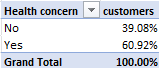 Health concern customers
No 39.08%
Yes 60.92%
Grand Total 100.00%